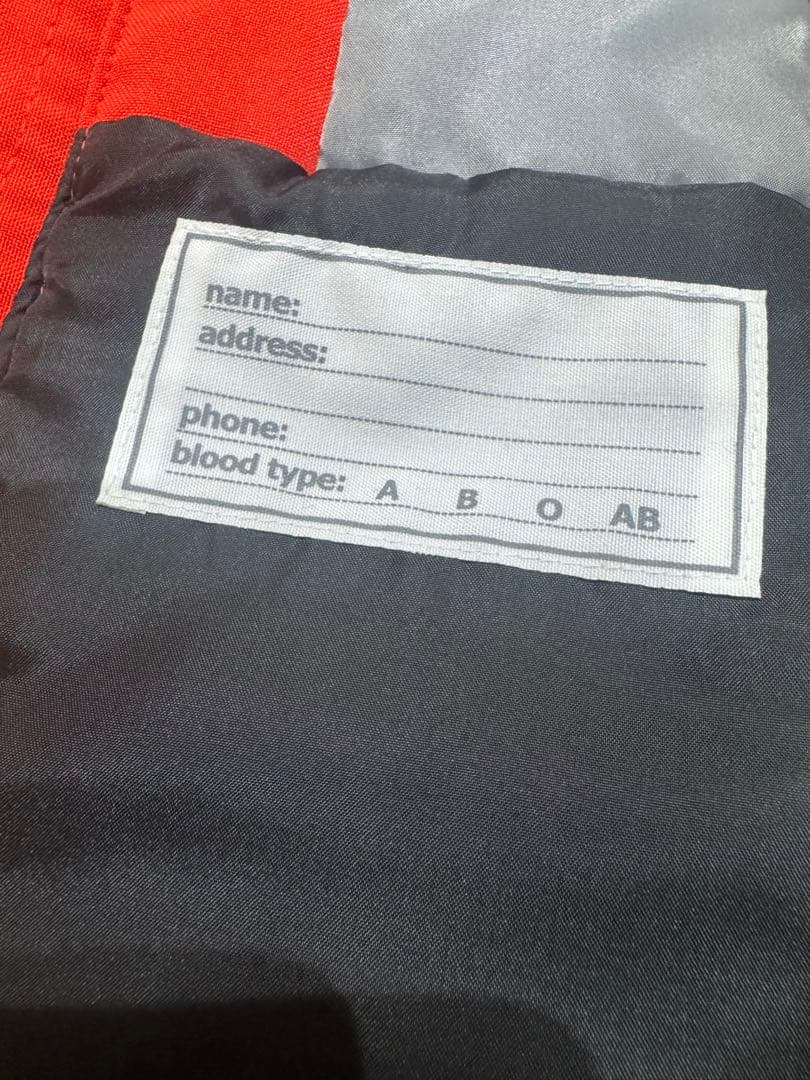 name:
address:
phone:
blood type: A B O AB